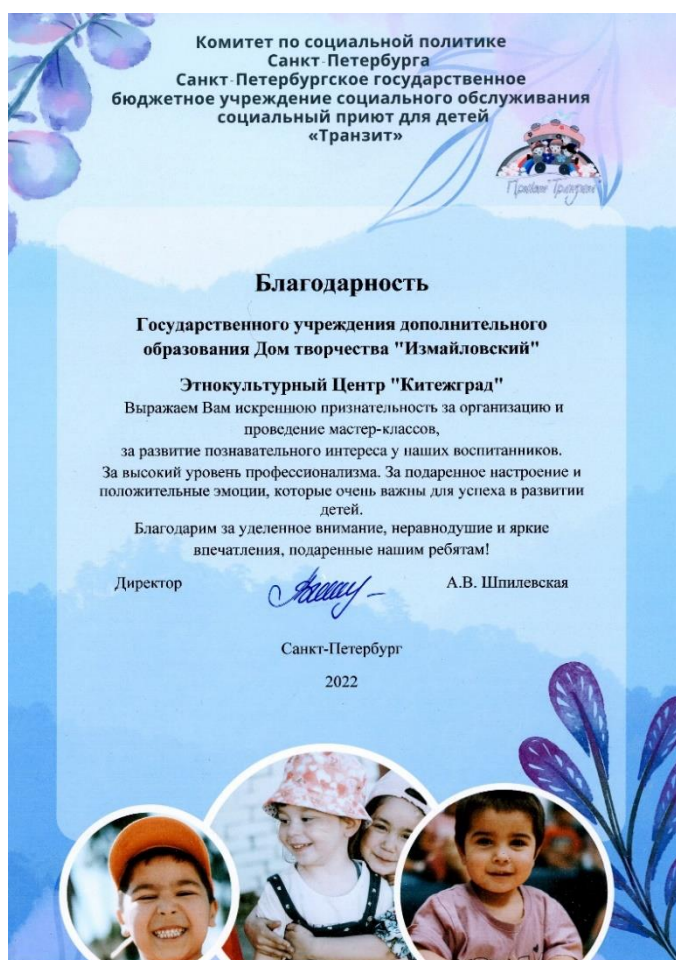 Комитет по социальной политике
Санкт-Петербурга
Санкт-Петербургское государственное
бюджетное учреждение социального обслуживания
социальный приют для детей
«Транзит»
Приют Транзит
Благодарность
Государственного учреждения дополнительного
образования Дом творчества "Измайловский"
Этнокультурный Центр "Китежград"
Выражаем Вам искреннюю признательность за организацию и
проведение мастер-классов,
за развитие познавательного интереса у наших воспитанников.
За высокий уровень профессионализма. За подаренное настроение и
положительные эмоции, которые очень важны для успеха в развитии
детей.
Благодарим за уделенное внимание, неравнодушие и яркие
впечатления, подаренные нашим ребятам!
Директор А.В. Шпилевская
Санкт-Петербург
2022